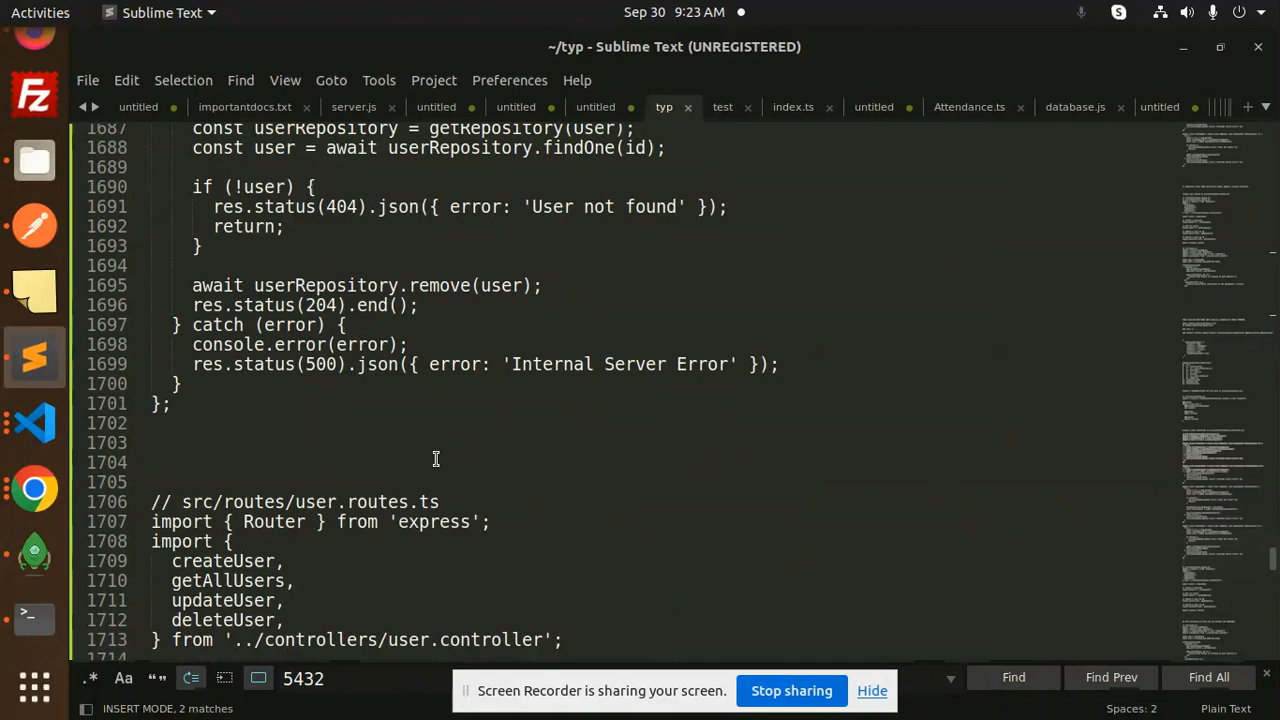 Activities
Sublime Text
Sep 30 9:23 AM
~/typ - Sublime Text (UNREGISTERED)
File Edit Selection Find View Goto Tools Project Preferences Help
untitled importantdocs.txt server.js untitled untitled untitled typ test index.ts untitled Attendance.ts database.js untitled
1687 const userRepository = getRepository(User);
1688 const user = await userRepository.findOne(id);
1689
1690 if (!user) {
1691 res.status(404).json({ error: 'User not found' });
1692 return;
1693 }
1694
1695 await userRepository.remove(user);
1696 res.status(204).end();
1697 } catch (error) {
1698 console.error(error);
1699 res.status(500).json({ error: 'Internal Server Error' });
1700 }
1701 };
1702
1703
1704
1705
1706 // src/routes/user.routes.ts
1707 import { Router } from 'express';
1708 import {
1709 createUser,
1710 getAllUsers,
1711 updateUser,
1712 deleteUser,
1713 } from '../controllers/user.controller';
1714
.* Aa “” 5432
Find Find Prev Find All
Screen Recorder is sharing your screen. Stop sharing Hide
INSERT MODE, 2 matches
Spaces: 2 Plain Text